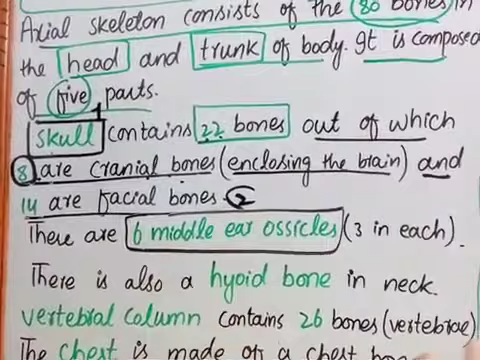 Axial skeleton consists of the 80 bones in
the head and trunk of body. It is composed
of five parts.
skull contains 22 bones out of which
8 are cranial bones (enclosing the brain) and
14 are facial bones 2
There are 6 middle ear ossicles (3 in each).
There is also a hyoid bone in neck.
vertebral column contains 26 bones (vertebrae)
The chest is made of a chest bone